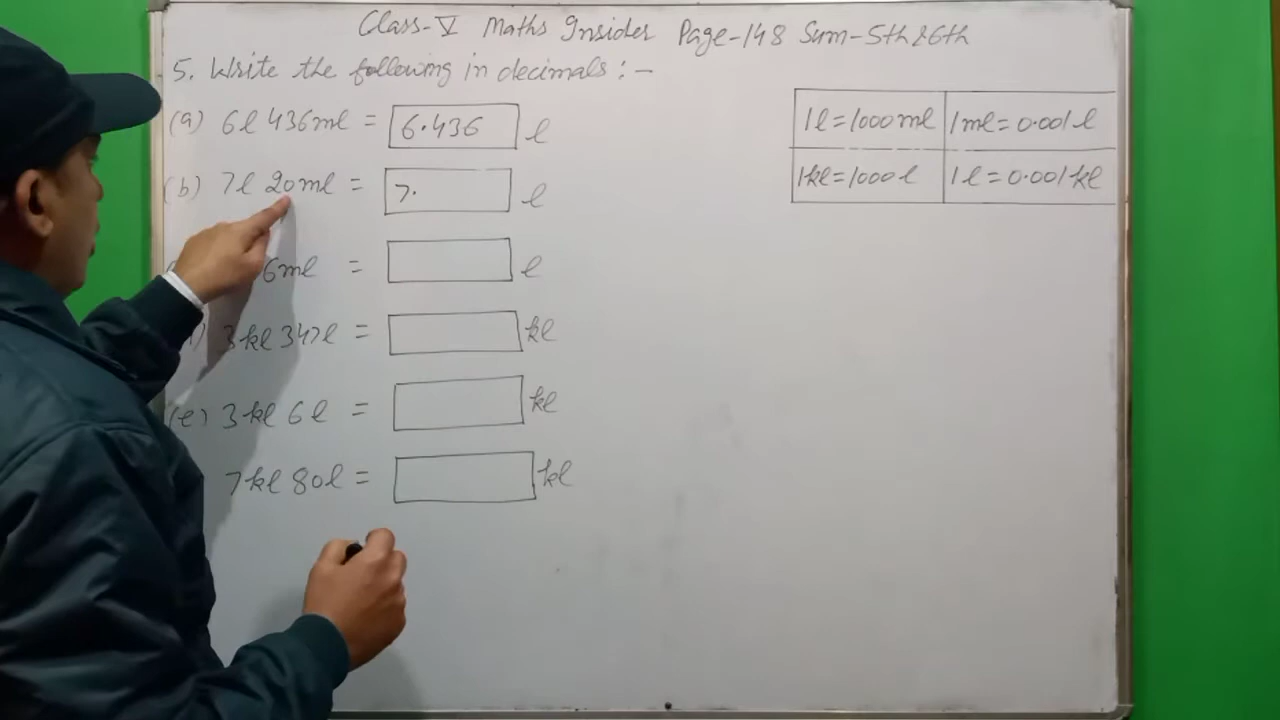 Class-V Maths Insider Page-148 Sum-5th&6th
5. Write the following in decimals :-
(a) 6l 436ml = 6.436 l
(b) 7l 20ml = 7. l
6ml = l
3kl 347l = kl
(e) 3kl 6l = kl
7kl 80l = kl
1l=1000ml 1ml=0.001l
1kl=1000l 1l=0.001kl